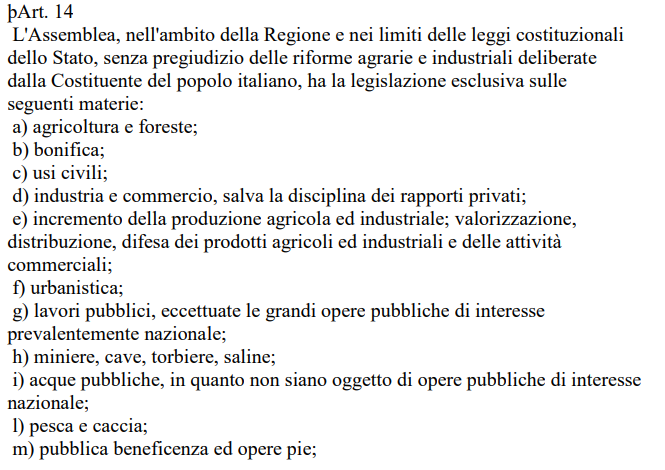 þArt. 14
L'Assemblea, nell'ambito della Regione e nei limiti delle leggi costituzionali
dello Stato, senza pregiudizio delle riforme agrarie e industriali deliberate
dalla Costituente del popolo italiano, ha la legislazione esclusiva sulle
seguenti materie:
a) agricoltura e foreste;
b) bonifica;
c) usi civili;
d) industria e commercio, salva la disciplina dei rapporti privati;
e) incremento della produzione agricola ed industriale; valorizzazione,
distribuzione, difesa dei prodotti agricoli ed industriali e delle attività
commerciali;
f) urbanistica;
g) lavori pubblici, eccettuate le grandi opere pubbliche di interesse
prevalentemente nazionale;
h) miniere, cave, torbiere, saline;
i) acque pubbliche, in quanto non siano oggetto di opere pubbliche di interesse
nazionale;
l) pesca e caccia;
m) pubblica beneficenza ed opere pie;